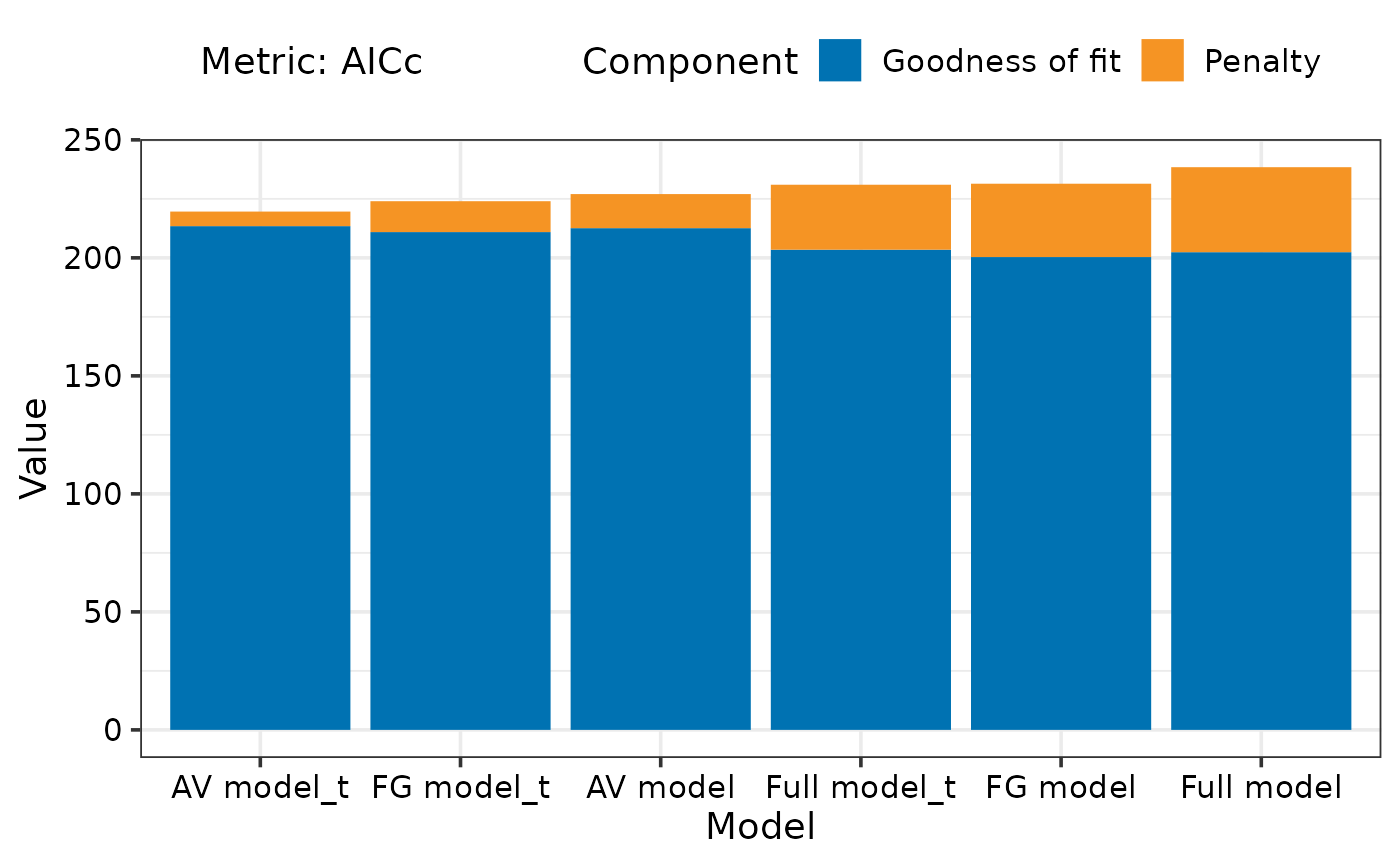 Metric: AICc
Component Goodness of fit Penalty
250
200
150
100
50
0
Value
AV model_t FG model_t AV model Full model_t FG model Full model
Model